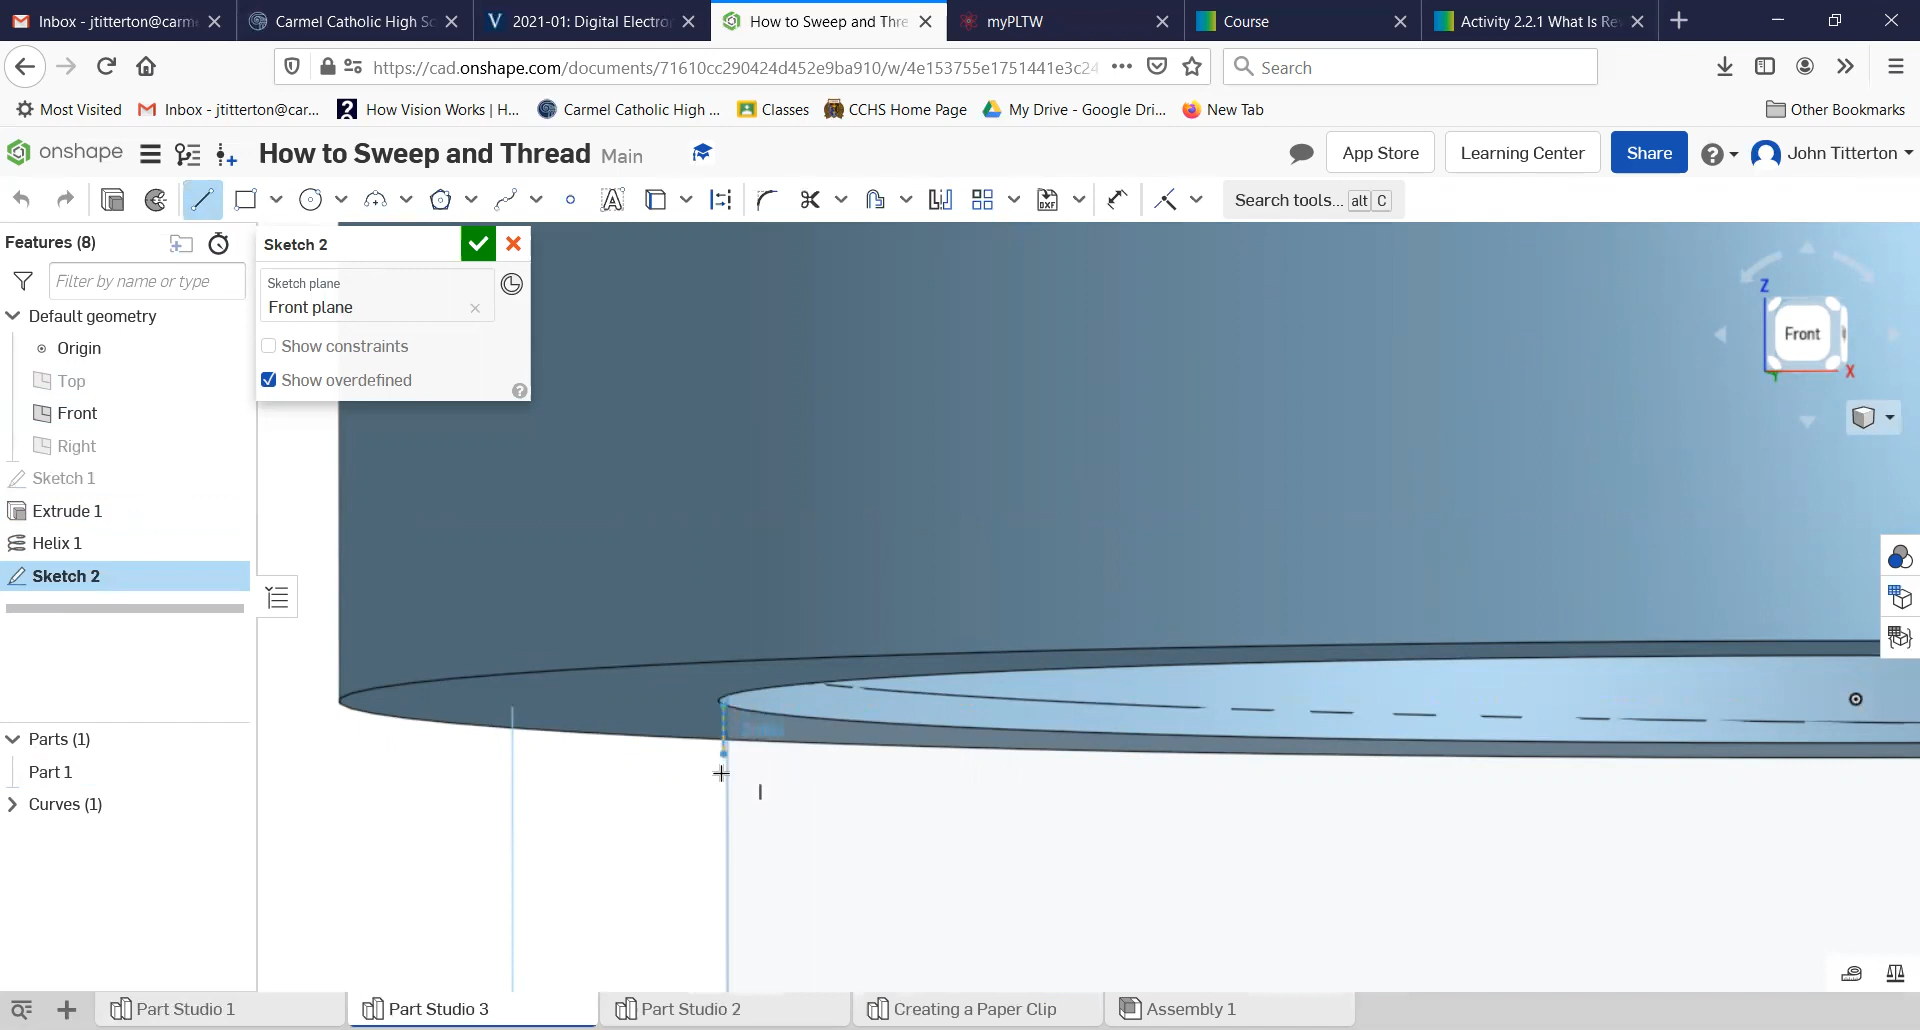 Inbox - jtitterton@carm
Carmel Catholic High Sc
2021-01: Digital Electro
How to Sweep and Thre
myPLTW
Course
Activity 2.2.1 What Is Re
https://cad.onshape.com/documents/71610cc290424d452e9ba910/w/4e153755e1751441e3c24
Search
Most Visited
Inbox - jtitterton@car...
How Vision Works | H...
Carmel Catholic High ...
Classes
CCHS Home Page
My Drive - Google Dri...
New Tab
Other Bookmarks
onshape
How to Sweep and Thread Main
App Store
Learning Center
Share
John Titterton
Search tools... alt C
Features (8)
Filter by name or type
Default geometry
Origin
Top
Front
Right
Sketch 1
Extrude 1
Helix 1
Sketch 2
Parts (1)
Part 1
Curves (1)
Sketch 2
Sketch plane
Front plane
Show constraints
Show overdefined
Z
Front
X
Part Studio 1
Part Studio 3
Part Studio 2
Creating a Paper Clip
Assembly 1